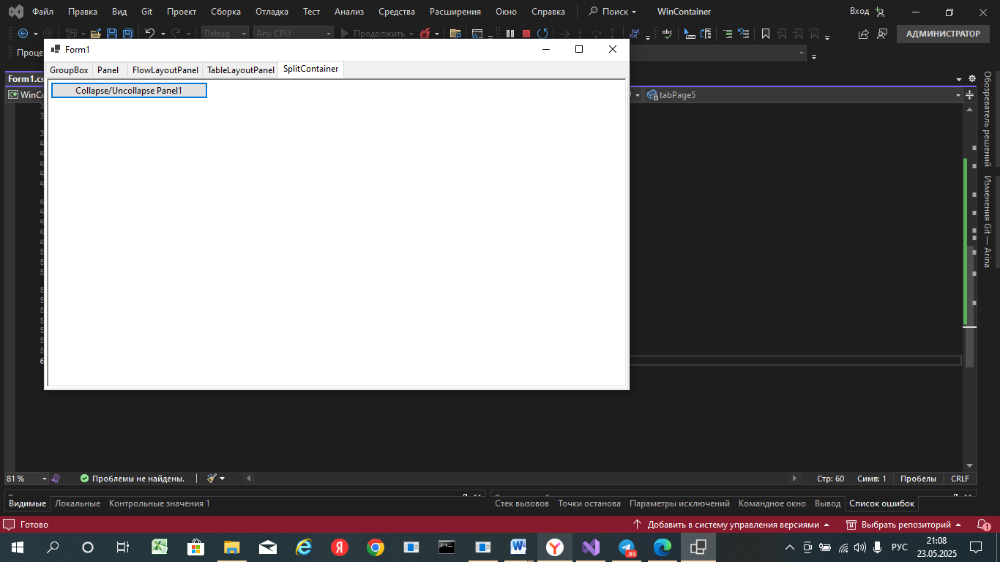 Файл Правка Вид Git Проект Сборка Отладка Тест Анализ Средства Расширения Окно Справка Поиск WinContainer Вход
Debug Any CPU Продолжить АДМИНИСТРАТОР
Проце
Form1
GroupBox Panel FlowLayoutPanel TableLayoutPanel SplitContainer
Form1.cs
Collapse/Uncollapse Panel1
WinCo
tabPage5
Обозреватель решений
Изменения Git — Arina
81 % Проблемы не найдены. Стр: 60 Симв: 1 Пробелы CRLF
Видимые Локальные Контрольные значения 1 Стек вызовов Точки останова Параметры исключений Командное окно Вывод Список ошибок
Готово Добавить в систему управления версиями Выбрать репозиторий 1
.89 РУС 21:08
23.05.2025